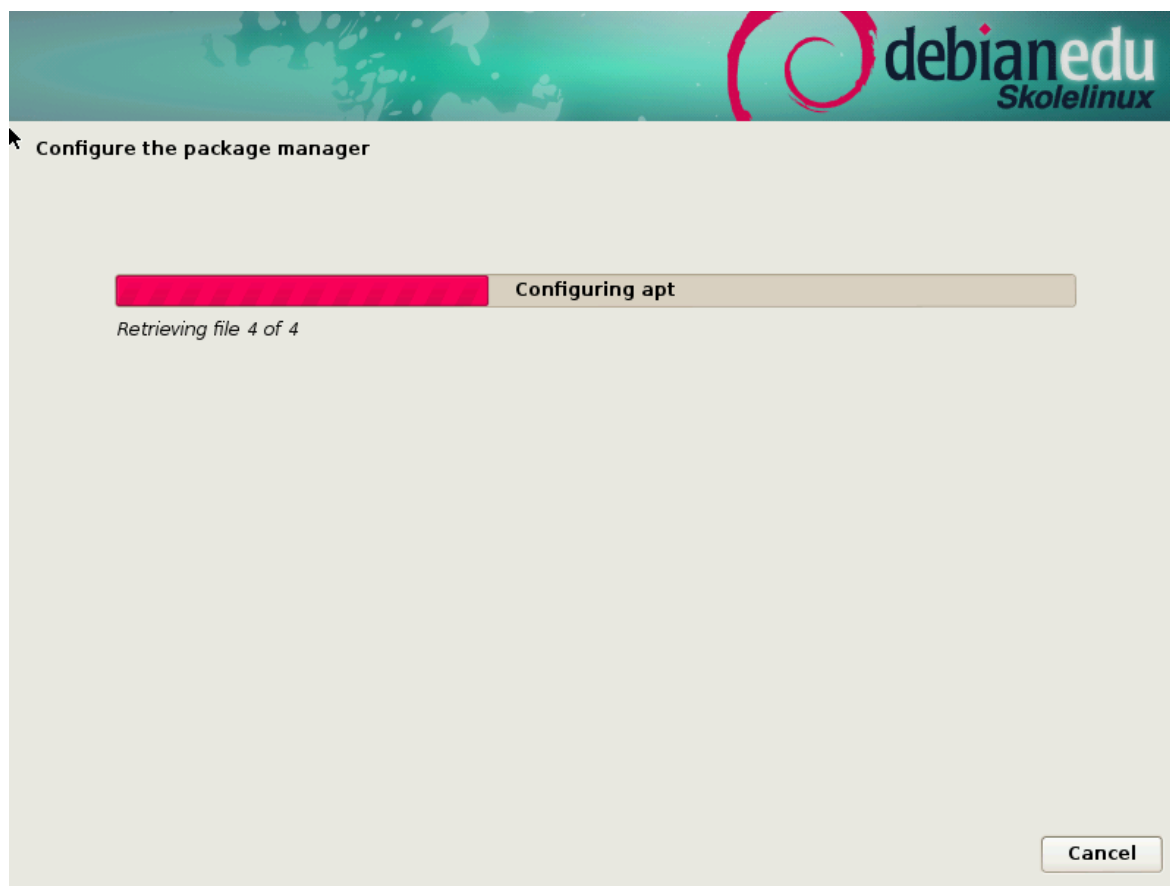 debianedu
Skolelinux
Configure the package manager
Configuring apt
Retrieving file 4 of 4
Cancel